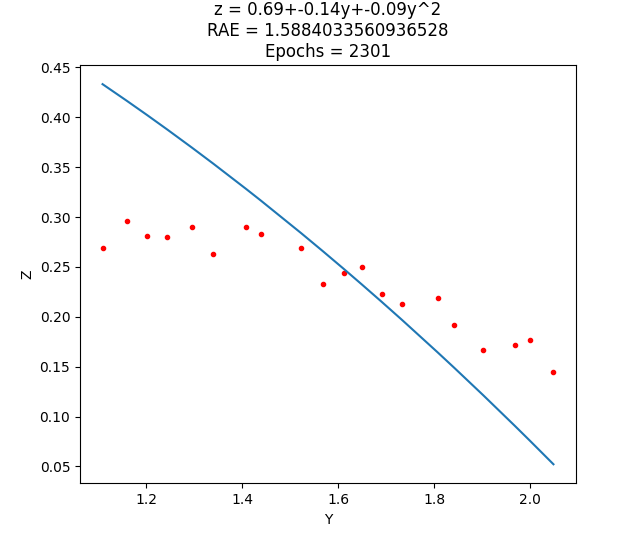 z = 0.69+-0.14y+-0.09y^2
RAE = 1.5884033560936528
Epochs = 2301
0.45
0.40
0.35
0.30
0.25
0.20
0.15
0.10
0.05
Z
1.2 1.4 1.6 1.8 2.0
Y